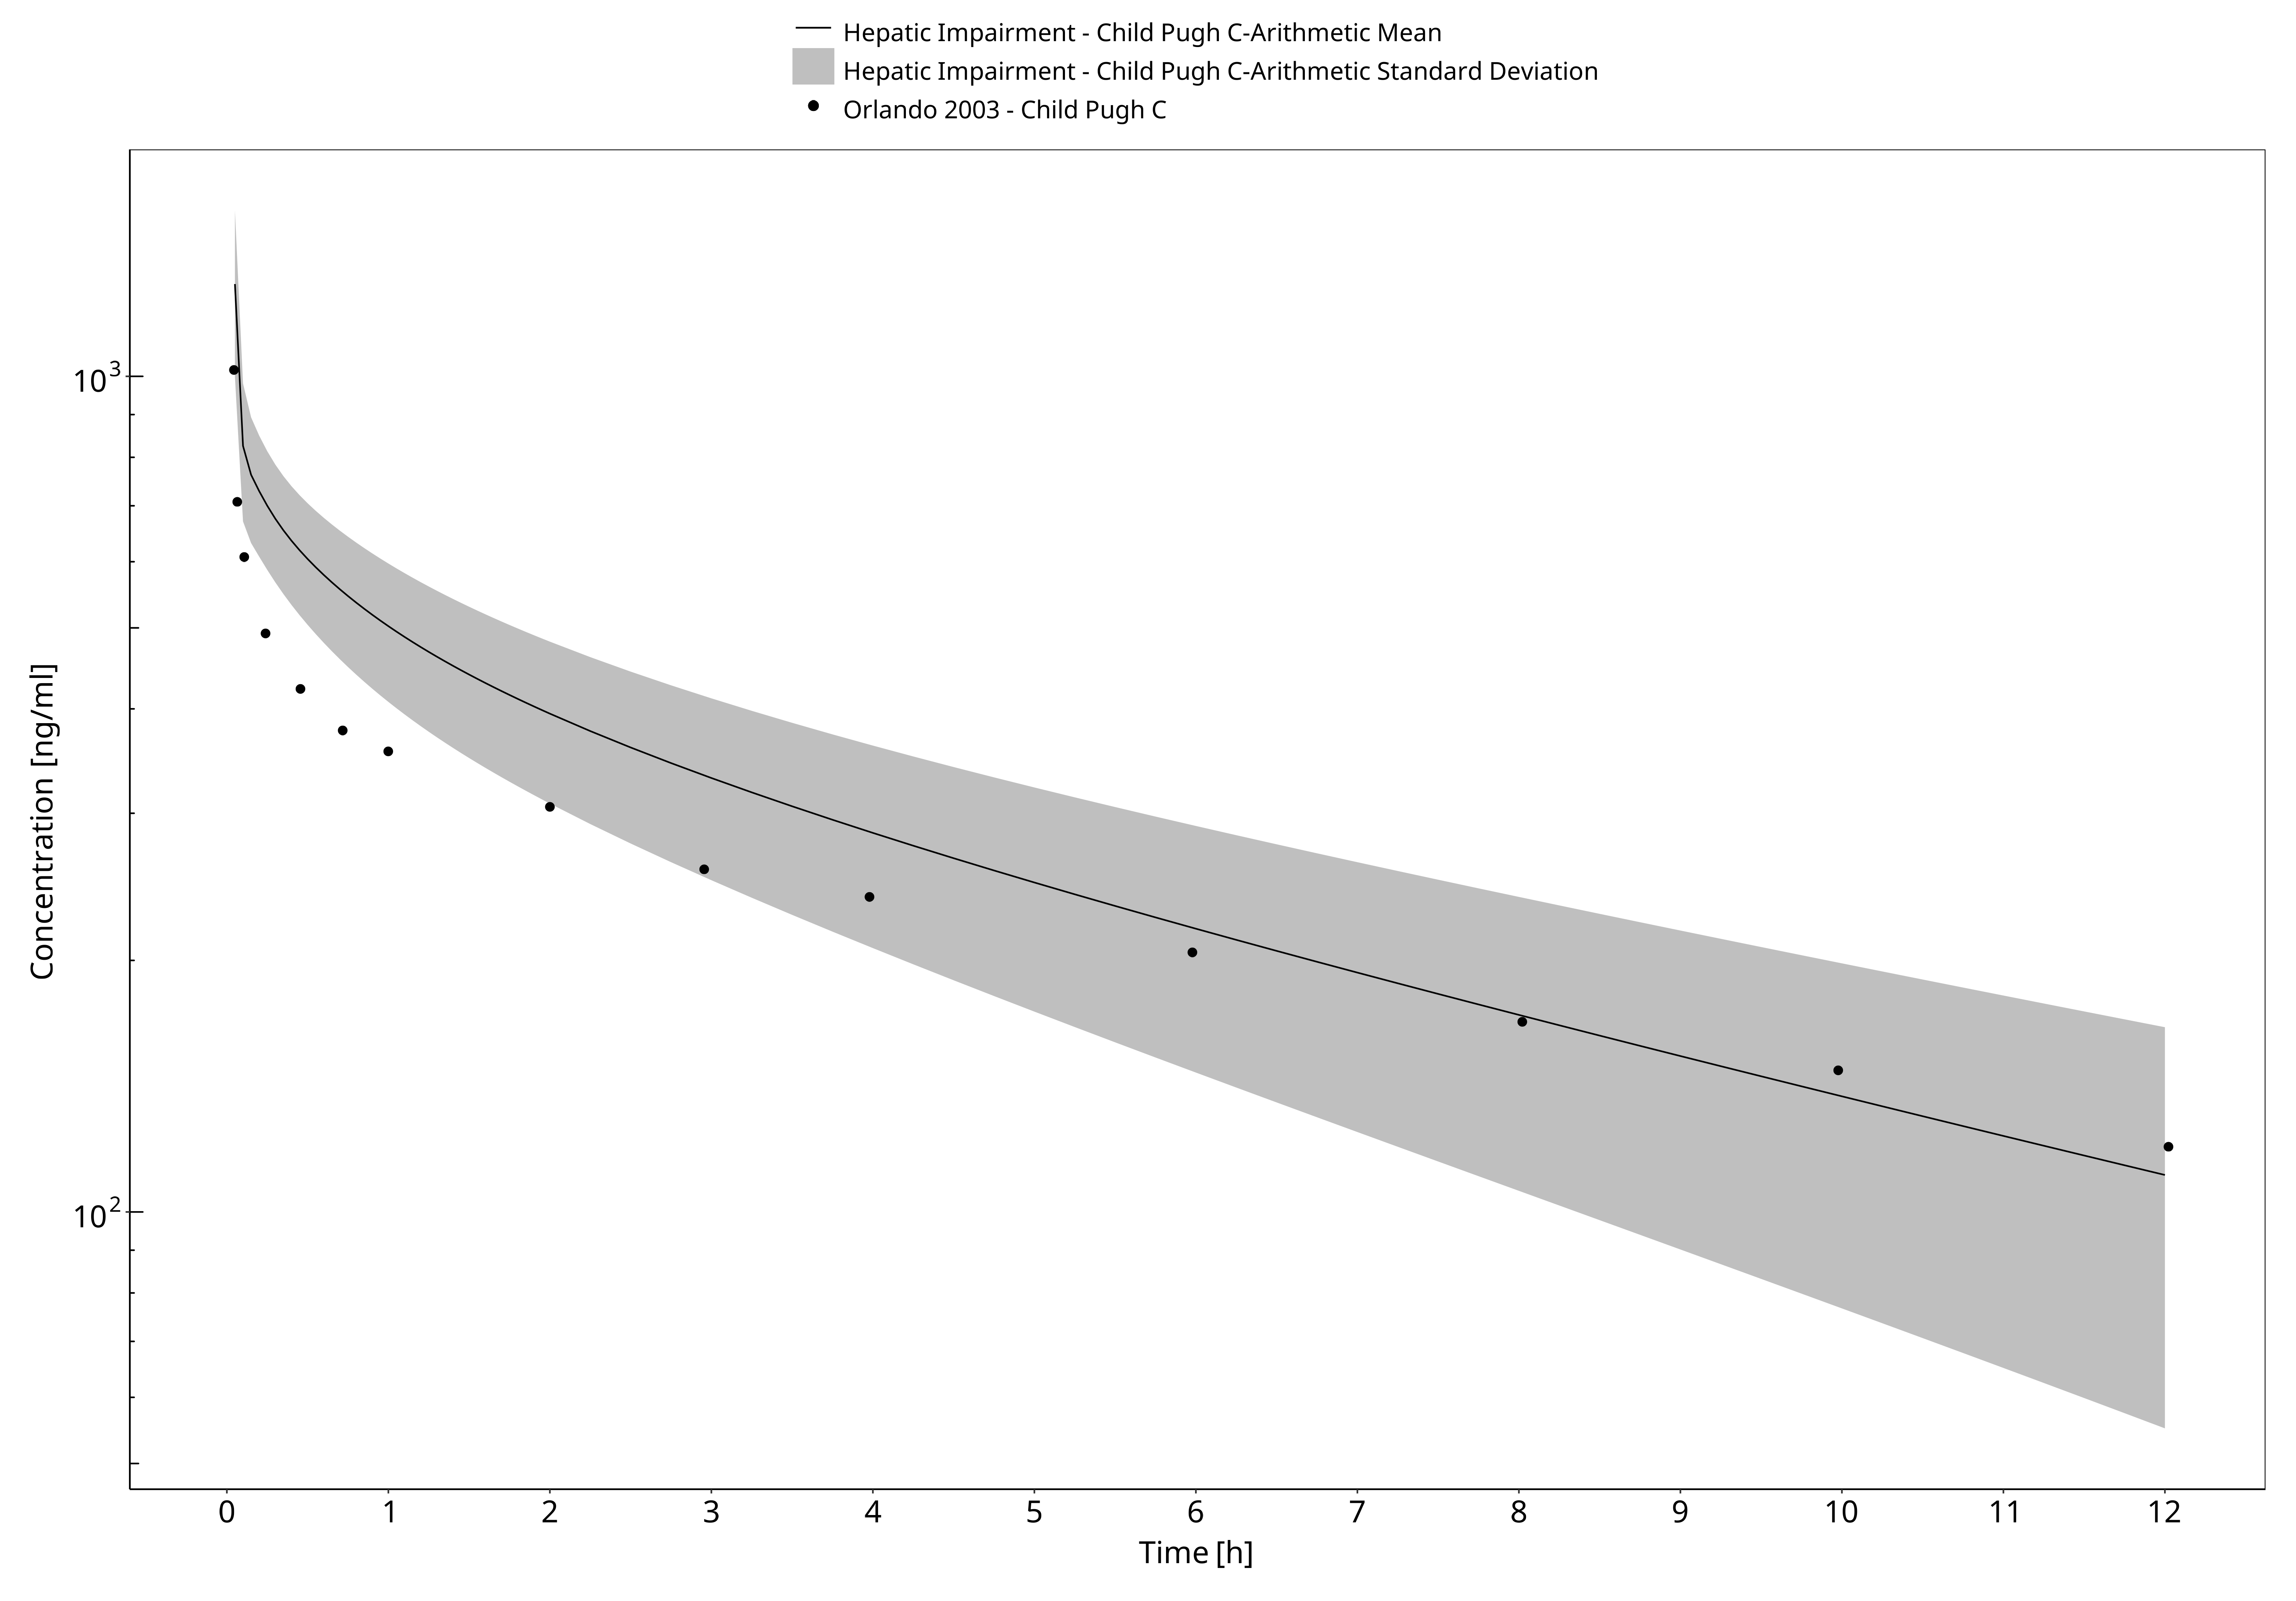 Hepatic Impairment - Child Pugh C-Arithmetic Mean
Hepatic Impairment - Child Pugh C-Arithmetic Standard Deviation
Orlando 2003 - Child Pugh C
10³
10²
Concentration [ng/ml]
0 1 2 3 4 5 6 7 8 9 10 11 12
Time [h]